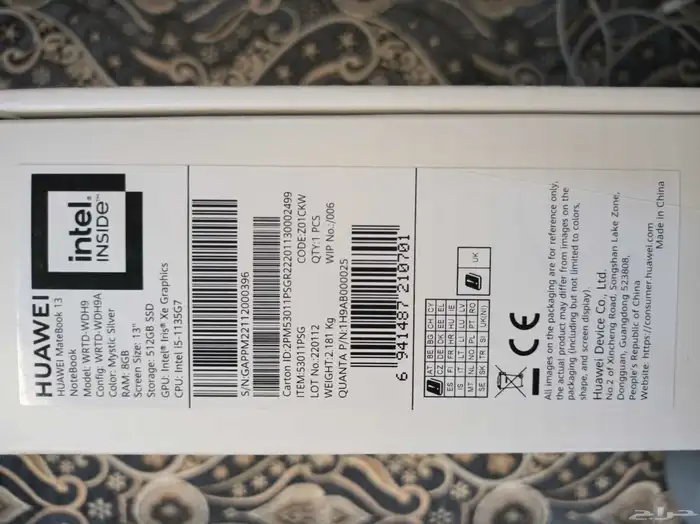 HUAWEI
HUAWEI MateBook 13
NoteBook
Model: WRTD-WDH9
Config: WRTD-WDH9A
Color: Mystic Silver
RAM: 8GB
Screen Size: 13"
Storage: 512GB SSD
GPU: Intel® Iris® Xe Graphics
CPU: Intel i5-1135G7
intel.
INSIDE™
S/N:GAPPM22112000396
Carton ID:2PM53011PSGR22201130002499
ITEM:53011PSG
CODE:Z01CKW
LOT No.:220112
QTY:1 PCS
WEIGHT:2.181 Kg
WIP No.:/006
QUANTA P/N:1H9AB000025
6 941487 210701
AT BE BG CH CY
CZ DE DK EE EL
ES FI FR HR HU IE
IS IT LT LU LV
MT NL NO PL PT RO
SE SK TR SI UK(NI)
UK
CE
All images on the packaging are for reference only,
the actual product may differ from images on the
packaging (including but not limited to colors,
shape, and screen display).
Huawei Device Co., Ltd.
No.2 of Xincheng Road, Songshan Lake Zone,
Dongguan, Guangdong 523808,
People's Republic of China
Website: https://consumer.huawei.com
Made in China
حراج